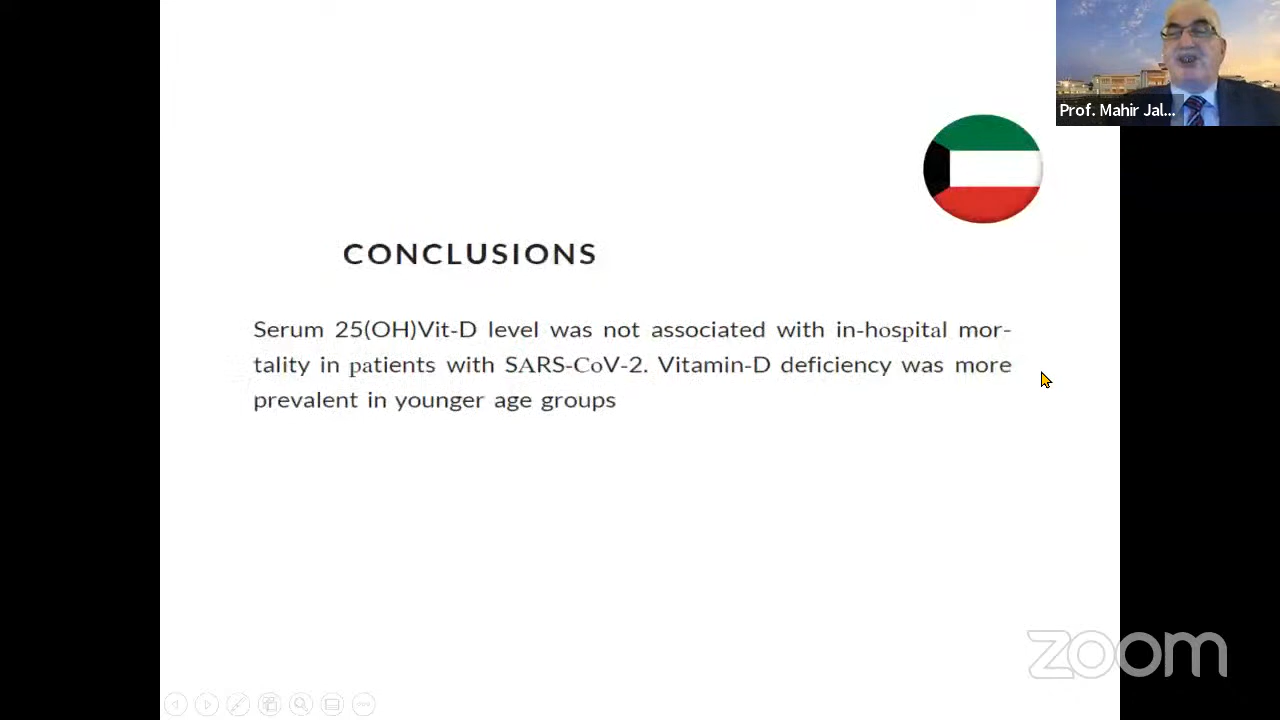 Prof. Mahir Jal...
CONCLUSIONS
Serum 25(OH)Vit-D level was not associated with in-hospital mor-
tality in patients with SARS-CoV-2. Vitamin-D deficiency was more
prevalent in younger age groups
zoom